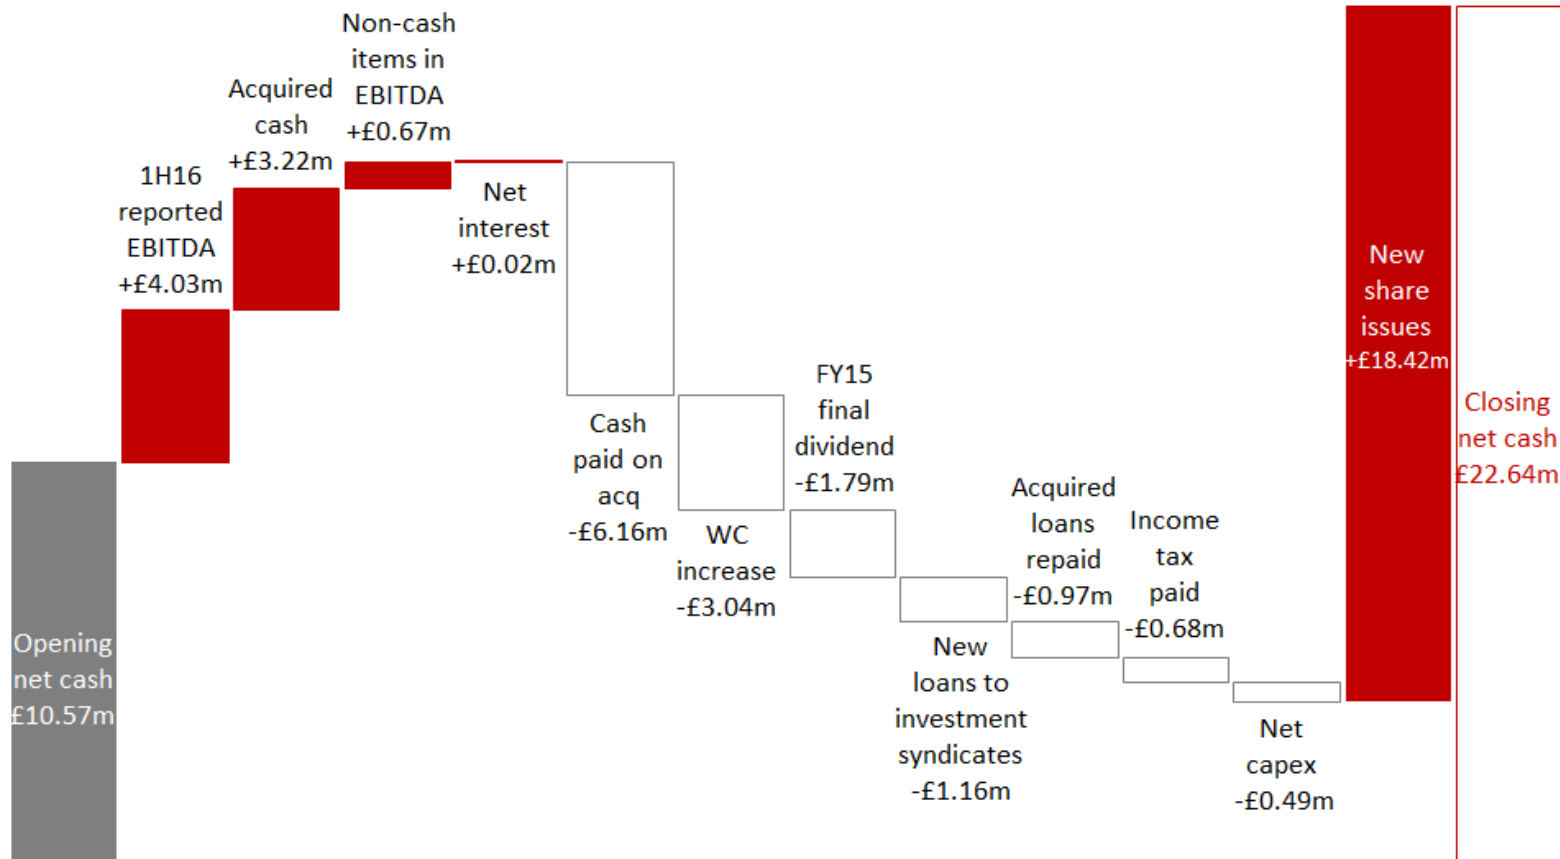 Opening
net cash
£10.57m
1H16
reported
EBITDA
+£4.03m
Acquired
cash
+£3.22m
Non-cash
items in
EBITDA
+£0.67m
Net
interest
+£0.02m
Cash
paid on
acq
-£6.16m
WC
increase
-£3.04m
FY15
final
dividend
-£1.79m
New
loans to
investment
syndicates
-£1.16m
Acquired
loans
repaid
-£0.97m
Income
tax
paid
-£0.68m
Net
capex
-£0.49m
New
share
issues
+£18.42m
Closing
net cash
£22.64m